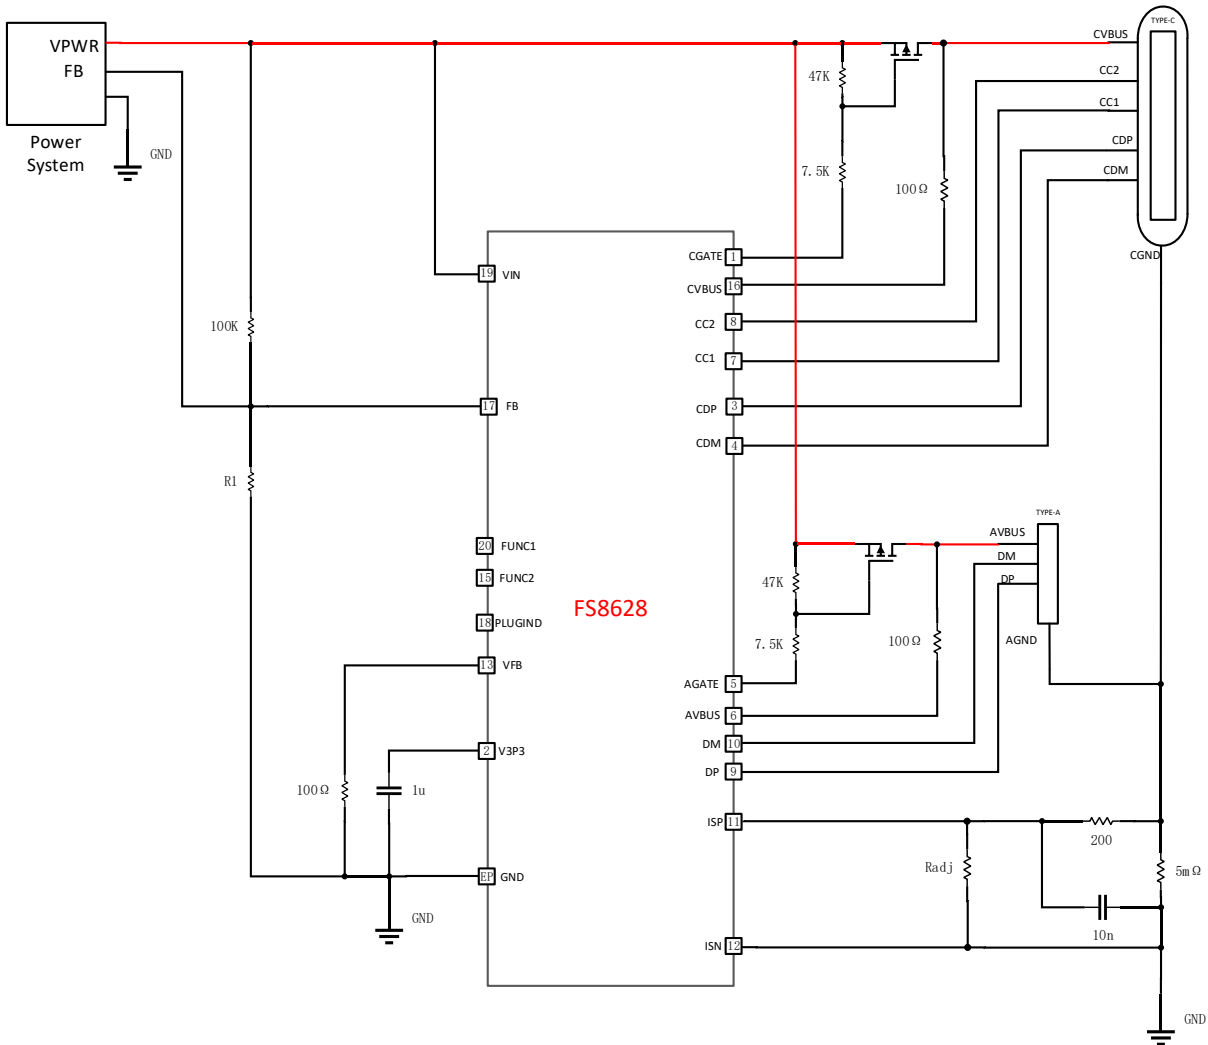 TYPE-C
VPWR
CVBUS
FB
CC2
47K
CC1
Power
System
GND
CDP
7.5K
CDM
100Ω
CGND
CGATE
1
19
VIN
CVBUS
16
CC2
8
100K
CC1
7
17
FB
CDP
3
CDM
4
R1
TYPE-A
AVBUS
20
FUNC1
DM
15
FUNC2
47K
DP
FS8628
18
PLUGIND
7.5K
100Ω
AGND
13
VFB
AGATE
5
AVBUS
6
2
V3P3
DM
10
DP
9
100Ω
1u
ISP
11
200
Radj
5mΩ
EP
GND
GND
10n
ISN
12
GND